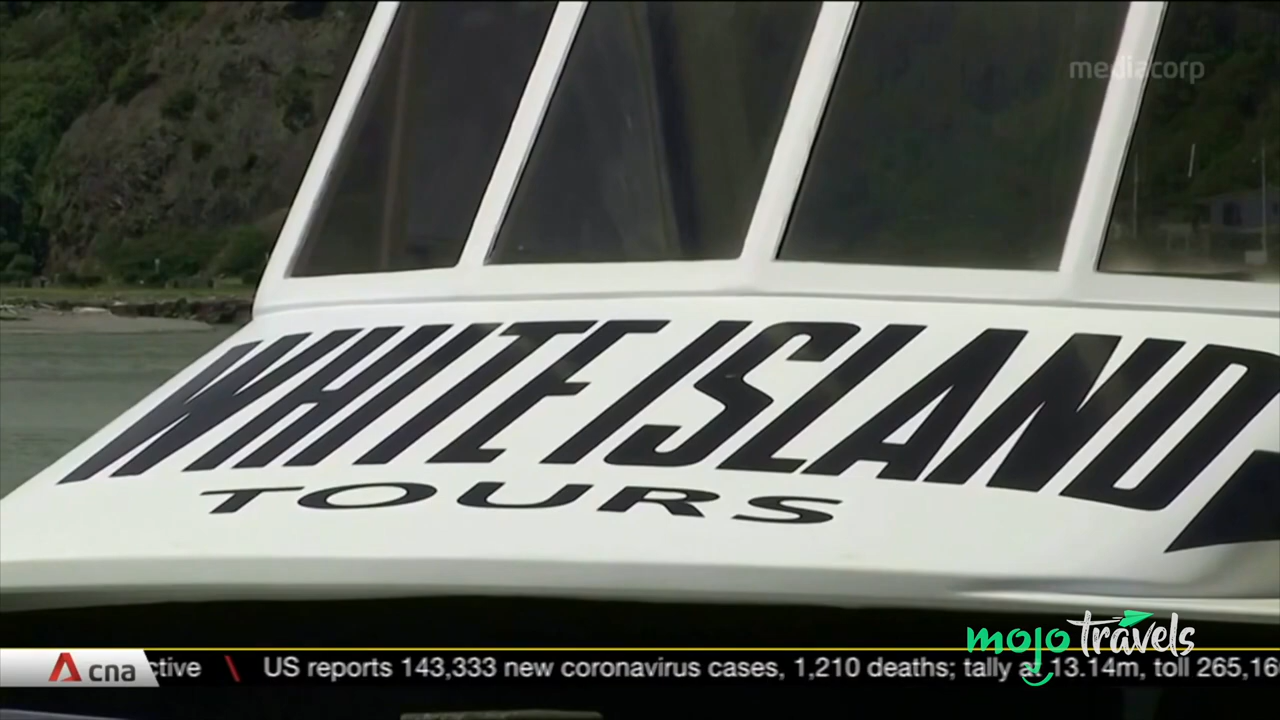 mediacorp
WHITE ISLAND
TOURS
mojo travels
cna ctive \ US reports 143,333 new coronavirus cases, 1,210 deaths; tally at 13.14m, toll 265,16